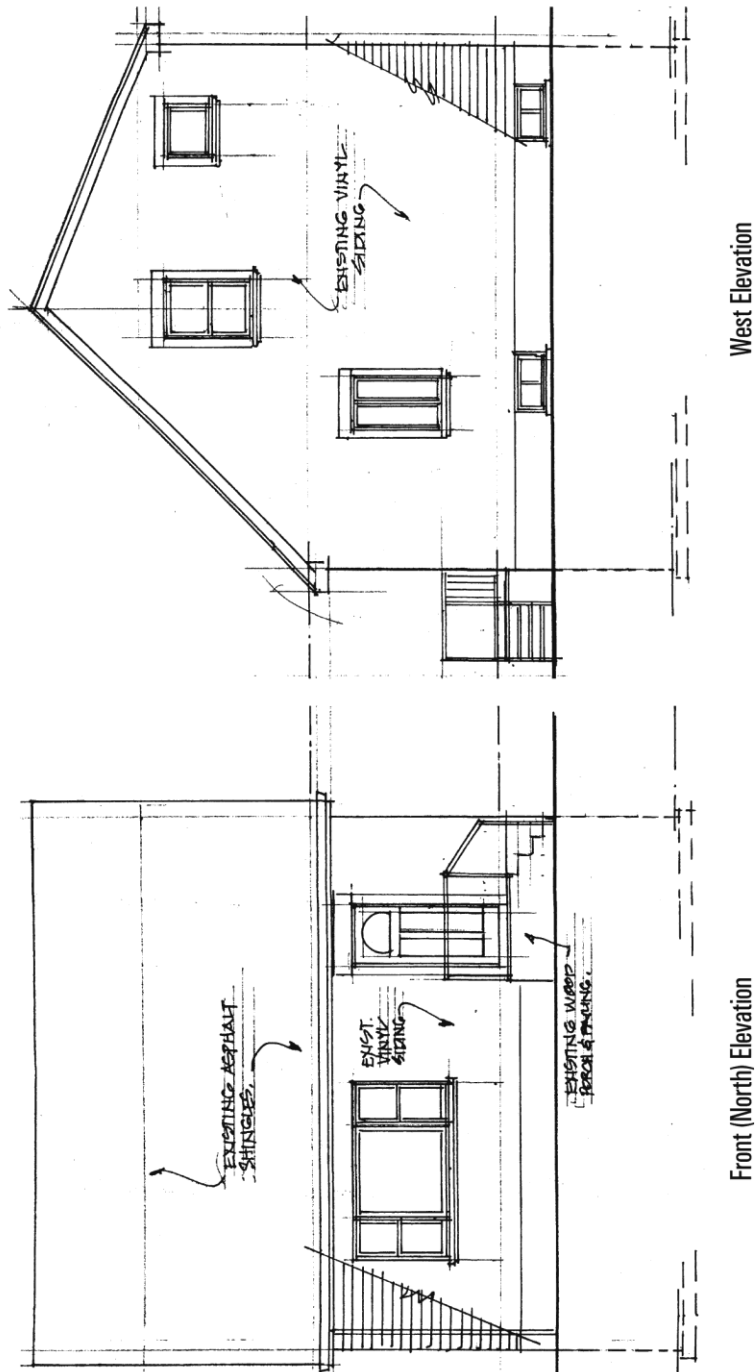 EXISTING ASPHALT
SHINGLES.
EXIST.
VINYL
SIDING
EXISTING WOOD
PORCH & RAILING.
Front (North) Elevation
EXISTING VINYL
SIDING
West Elevation